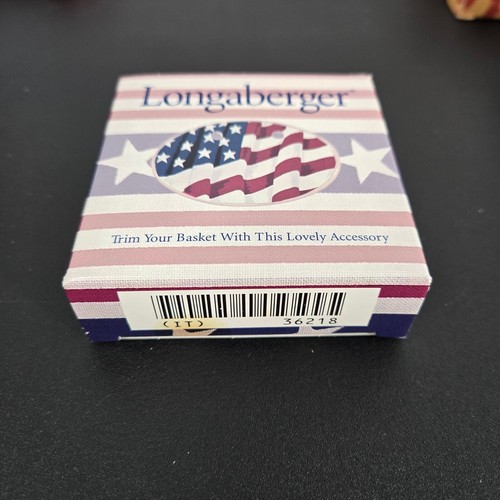 Longaberger
Trim Your Basket With This Lovely Accessory
(IT) 36218